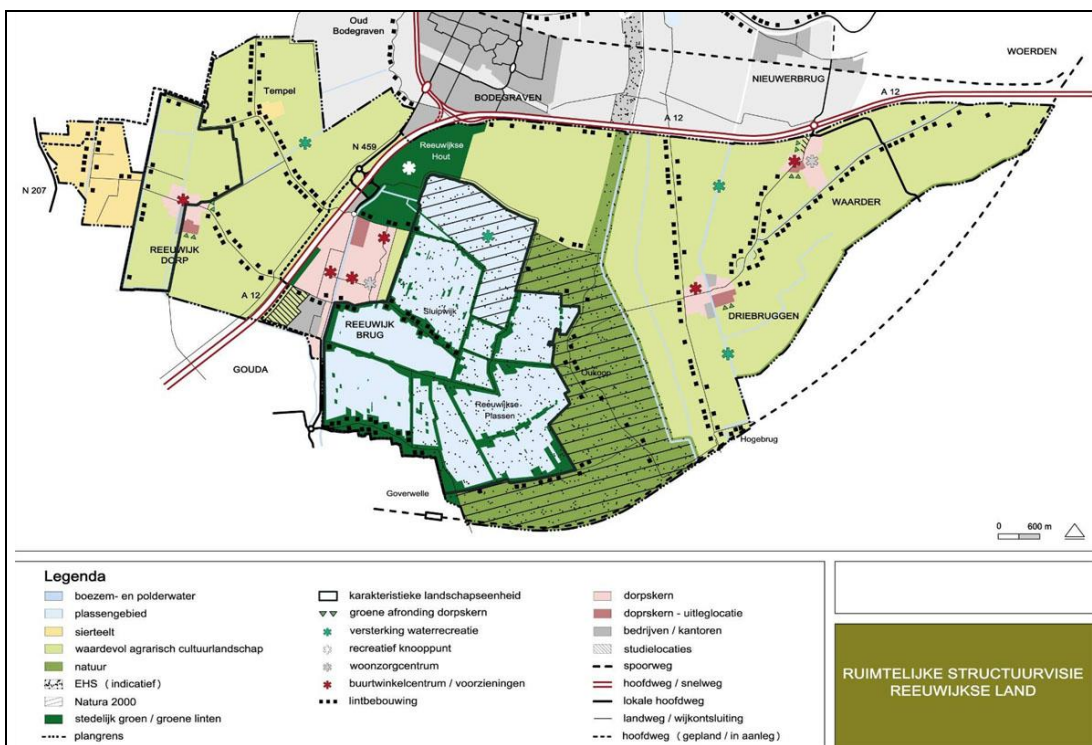 Oud
Bodegraven
WOERDEN
NIEUWERBRUG
BODEGRAVEN
A 12
A 12
Tempel
N 459
Reeuwijkse
Hout
N 207
WAARDER
REEUWIJK
DORP
A 12
DRIEBRUGGEN
Sluipwijk
REEUWIJK
BRUG
GOUDA
Oukoop
Reeuwijkse
Plassen
Hogebrug
Goverwelle
0 600 m
Legenda
boezem- en polderwater
plassengebied
sierteelt
waardevol agrarisch cultuurlandschap
natuur
EHS ( indicatief )
Natura 2000
stedelijk groen / groene linten
plangrens
karakteristieke landschapseenheid
groene afronding dorpskern
versterking waterrecreatie
recreatief knooppunt
woonzorgcentrum
buurtwinkelcentrum / voorzieningen
lintbebouwing
dorpskern
doprskern - uitleglocatie
bedrijven / kantoren
studielocaties
spoorweg
hoofdweg / snelweg
lokale hoofdweg
landweg / wijkontsluiting
hoofdweg ( gepland / in aanleg )
RUIMTELIJKE STRUCTUURVISIE
REEUWIJKSE LAND